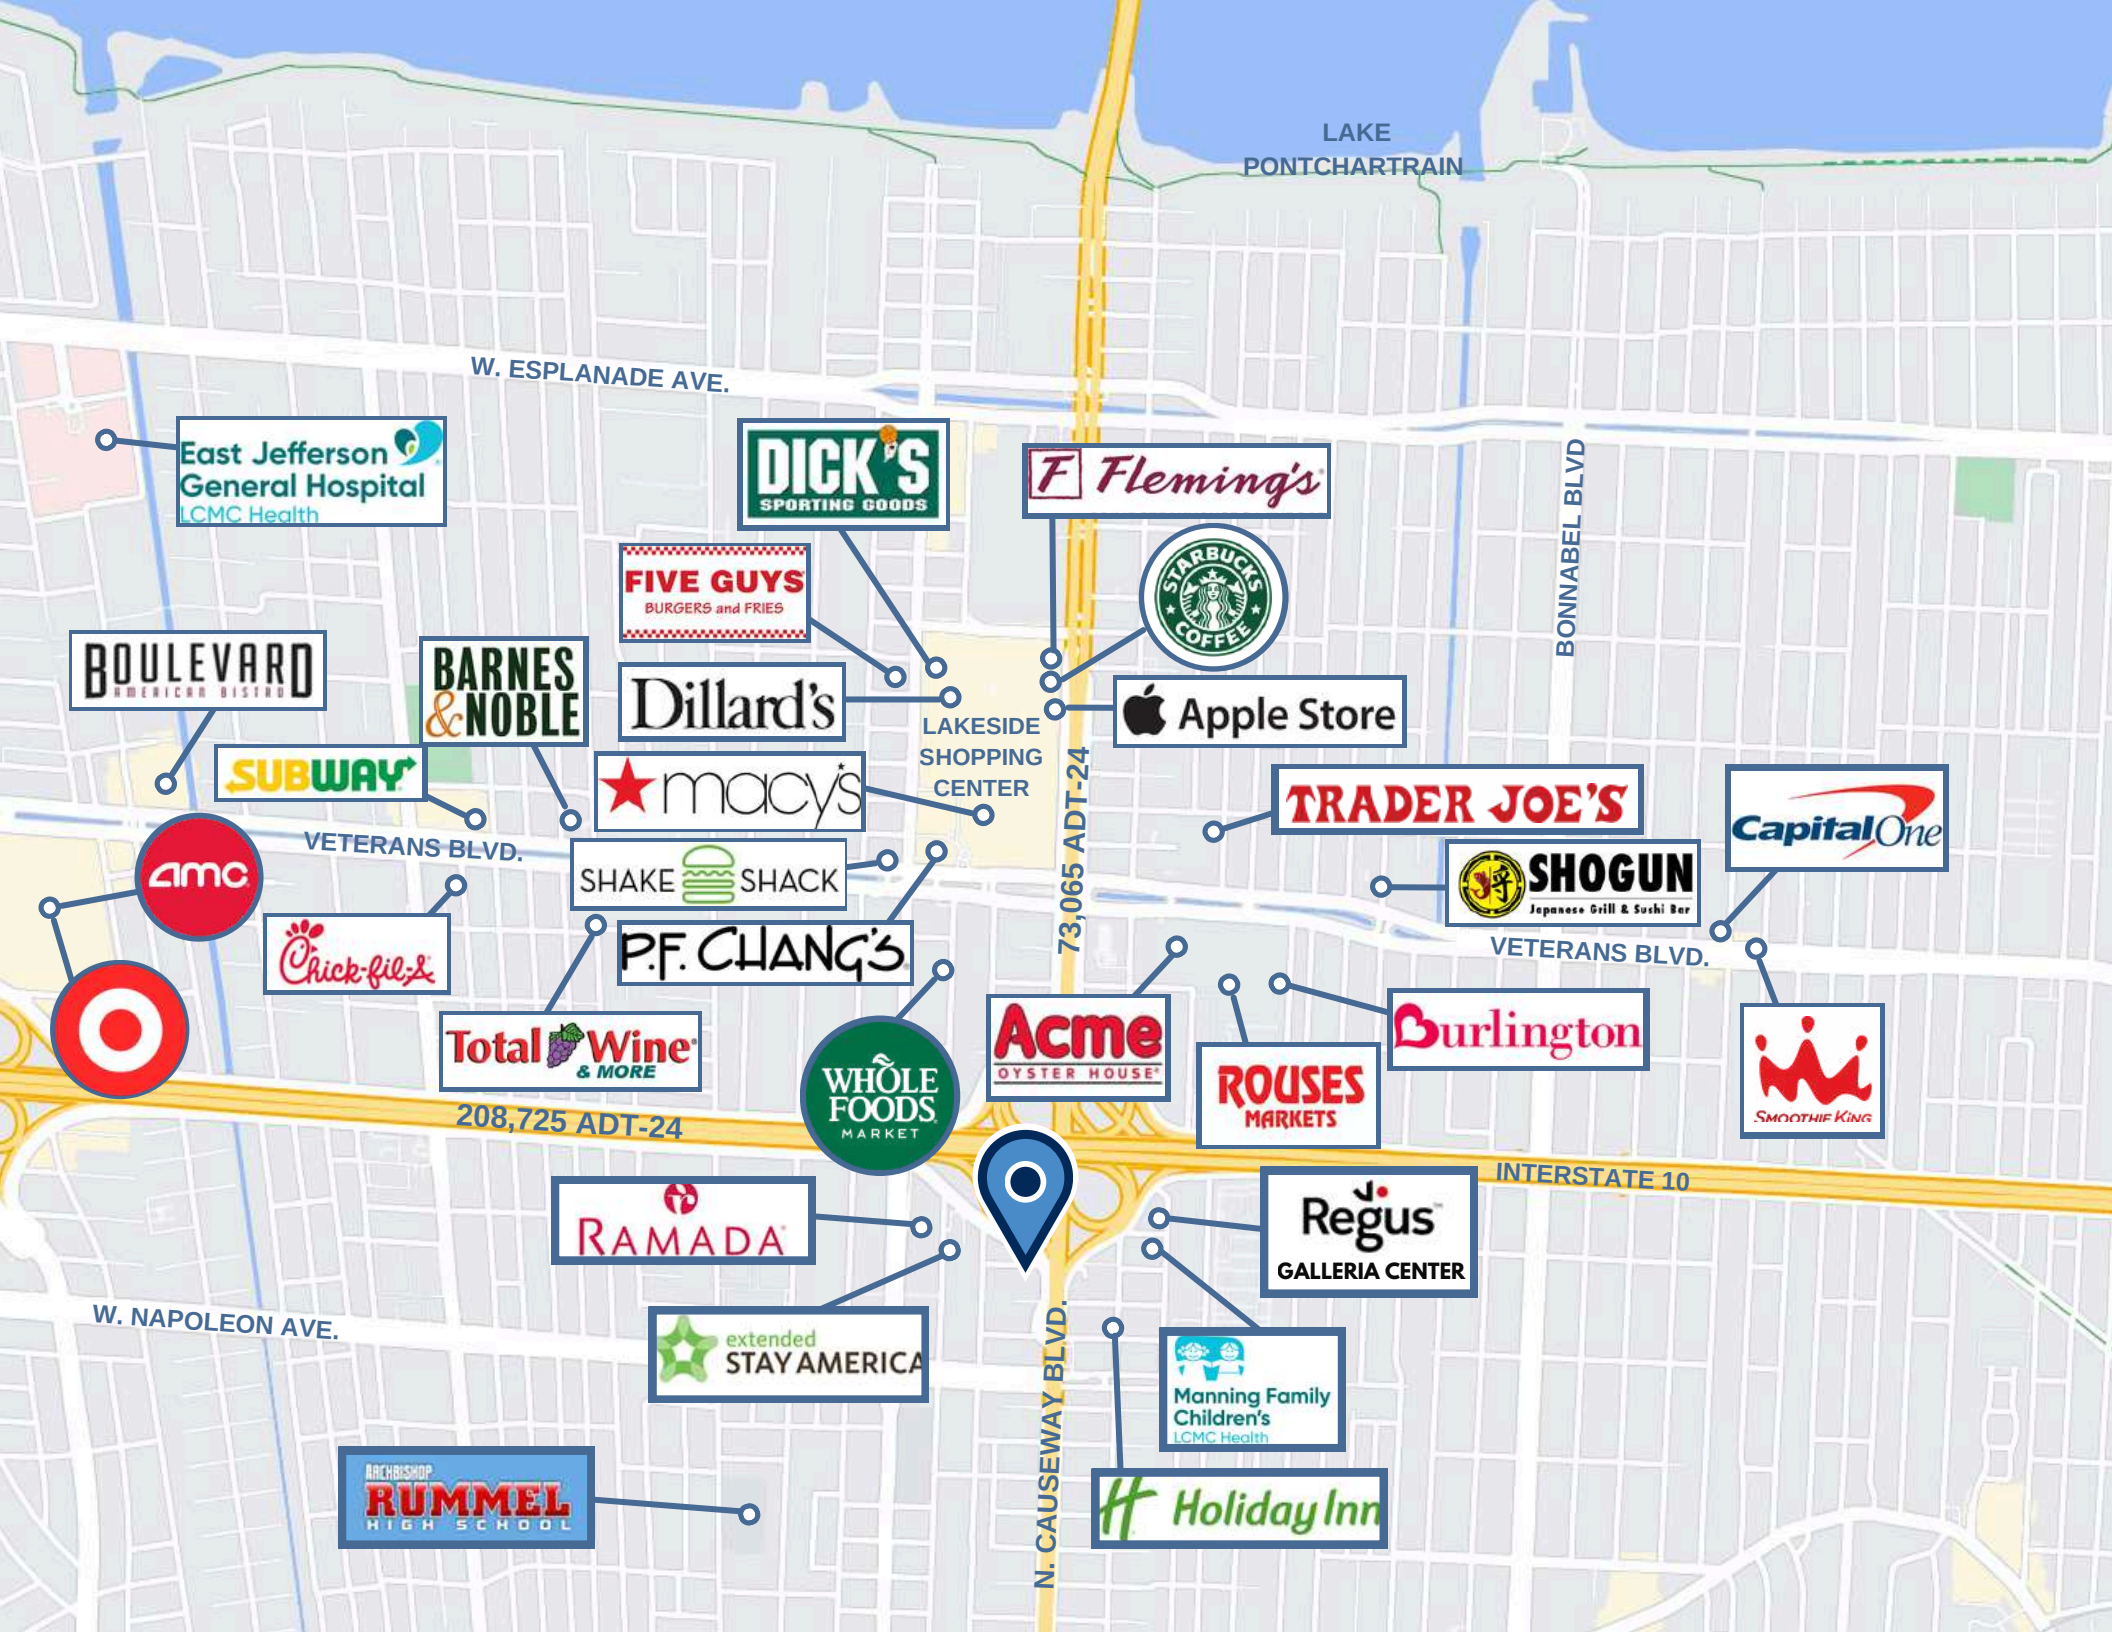 LAKE
PONTCHARTRAIN
W. ESPLANADE AVE.
East Jefferson
General Hospital
LCMC Health
DICK'S
SPORTING GOODS
F Fleming's
BONNABEL BLVD
STARBUCKS
COFFEE
FIVE GUYS
BURGERS and FRIES
BOULEVARD
AMERICAN BISTRO
BARNES
&NOBLE
Dillard's
Apple Store
LAKESIDE
SHOPPING
CENTER
SUBWAY
macy's
73,065 ADT-24
TRADER JOE'S
Capital One
VETERANS BLVD.
amc
SHAKE SHACK
SHOGUN
Japanese Grill & Sushi Bar
Chick-fil-A
P.F. CHANG'S
VETERANS BLVD.
Total Wine
& MORE
WHOLE
FOODS
MARKET
Acme
OYSTER HOUSE
Burlington
ROUSES
MARKETS
SMOOTHIE KING
208,725 ADT-24
INTERSTATE 10
RAMADA
Regus
GALLERIA CENTER
W. NAPOLEON AVE.
extended
STAY AMERICA
N. CAUSEWAY BLVD.
Manning Family
Children's
LCMC Health
ARCHBISHOP
RUMMEL
HIGH SCHOOL
H Holiday Inn